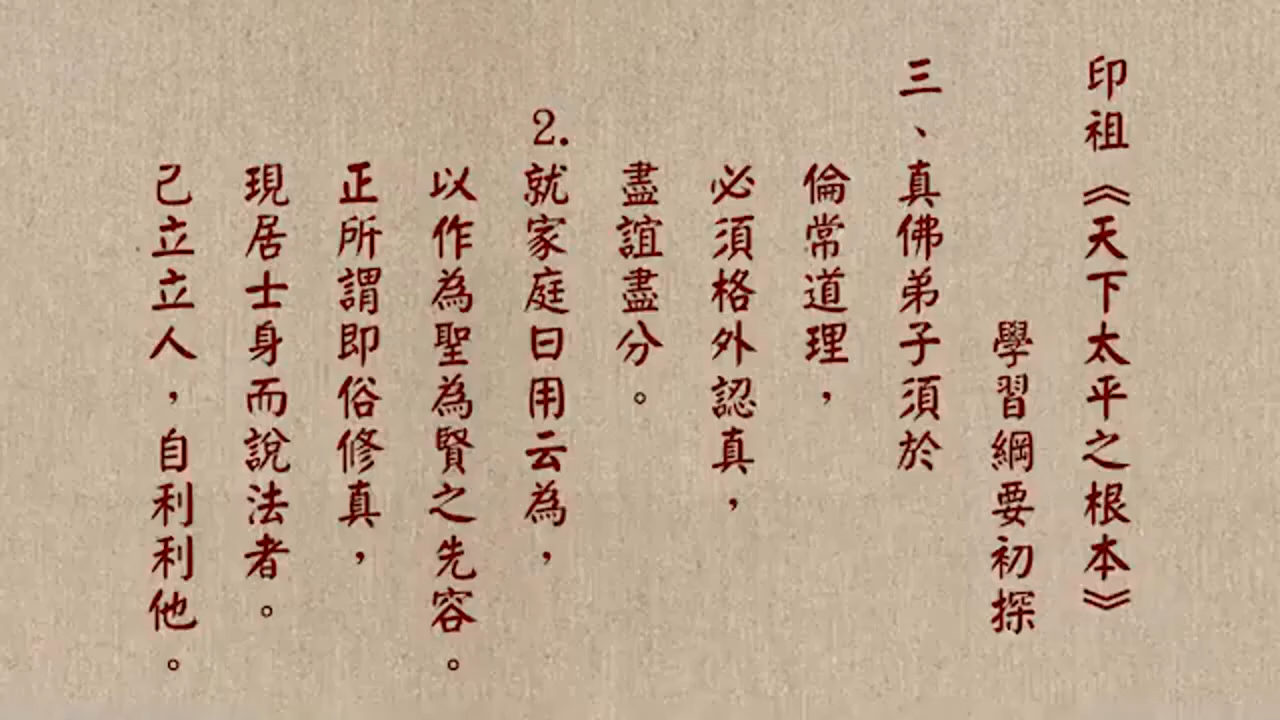 印祖《天下太平之根本》
學習綱要初探
三、真佛弟子須於
倫常道理，
必須格外認真，
盡誼盡分。
2.就家庭日用云為，
以作為聖為賢之先容。
正所謂即俗修真，
現居士身而說法者。
己立立人，自利利他。